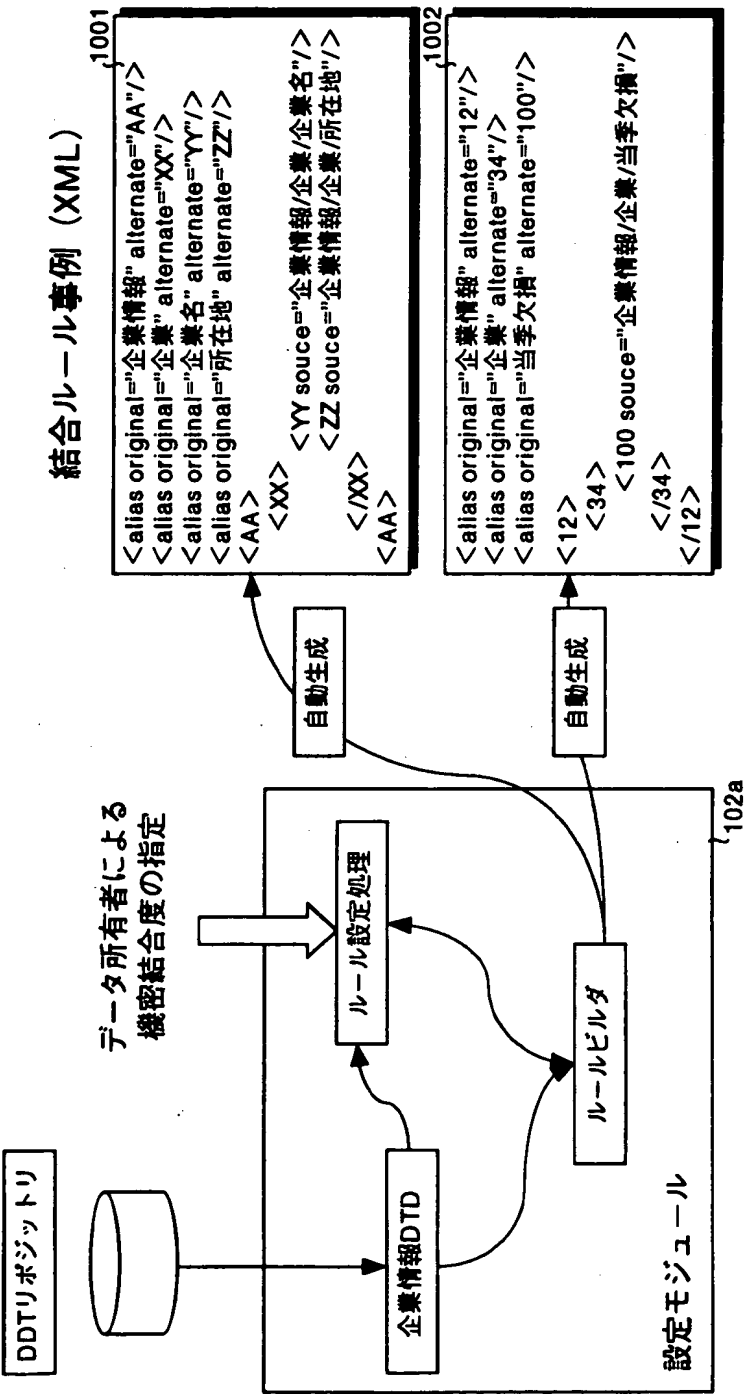 DDTリポジットリ
データ所有者による
機密結合度の指定
企業情報DTD
ルール設定処理
ルールビルダ
設定モジュール
102a
自動生成
自動生成
結合ルール事例 (XML)
1001
<alias original="企業情報" alternate="AA"/>
<alias original="企業" alternate="XX"/>
<alias original="企業名" alternate="YY"/>
<alias original="所在地" alternate="ZZ"/>
<AA>
<XX>
<YY souce="企業情報/企業/企業名"/>
<ZZ souce="企業情報/企業/所在地"/>
</XX>
<AA>
1002
<alias original="企業情報" alternate="12"/>
<alias original="企業" alternate="34"/>
<alias original="当季欠損" alternate="100"/>
<12>
<34>
<100 souce="企業情報/企業/当季欠損"/>
</34>
</12>